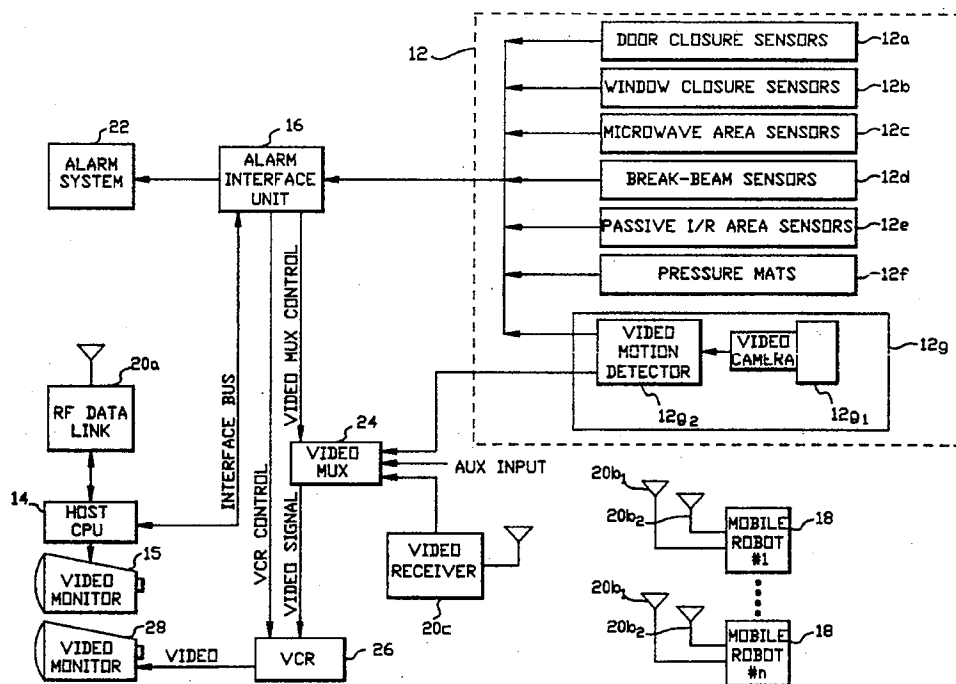 12
DOOR CLOSURE SENSORS
12a
WINDOW CLOSURE SENSORS
12b
MICROWAVE AREA SENSORS
12c
BREAK-BEAM SENSORS
12d
PASSIVE I/R AREA SENSORS
12e
PRESSURE MATS
12f
VIDEO
MOTION
DETECTOR
12g2
VIDEO
CAMERA
12g1
12g
22
ALARM
SYSTEM
16
ALARM
INTERFACE
UNIT
INTERFACE BUS
VCR CONTROL
VIDEO MUX CONTROL
20a
RF DATA
LINK
24
VIDEO
MUX
AUX INPUT
VIDEO SIGNAL
14
HOST
CPU
15
VIDEO
MONITOR
28
VIDEO
MONITOR
VIDEO
VCR
26
VIDEO
RECEIVER
20c
20b1
20b2
MOBILE
ROBOT
#1
18
20b1
20b2
MOBILE
ROBOT
#n
18